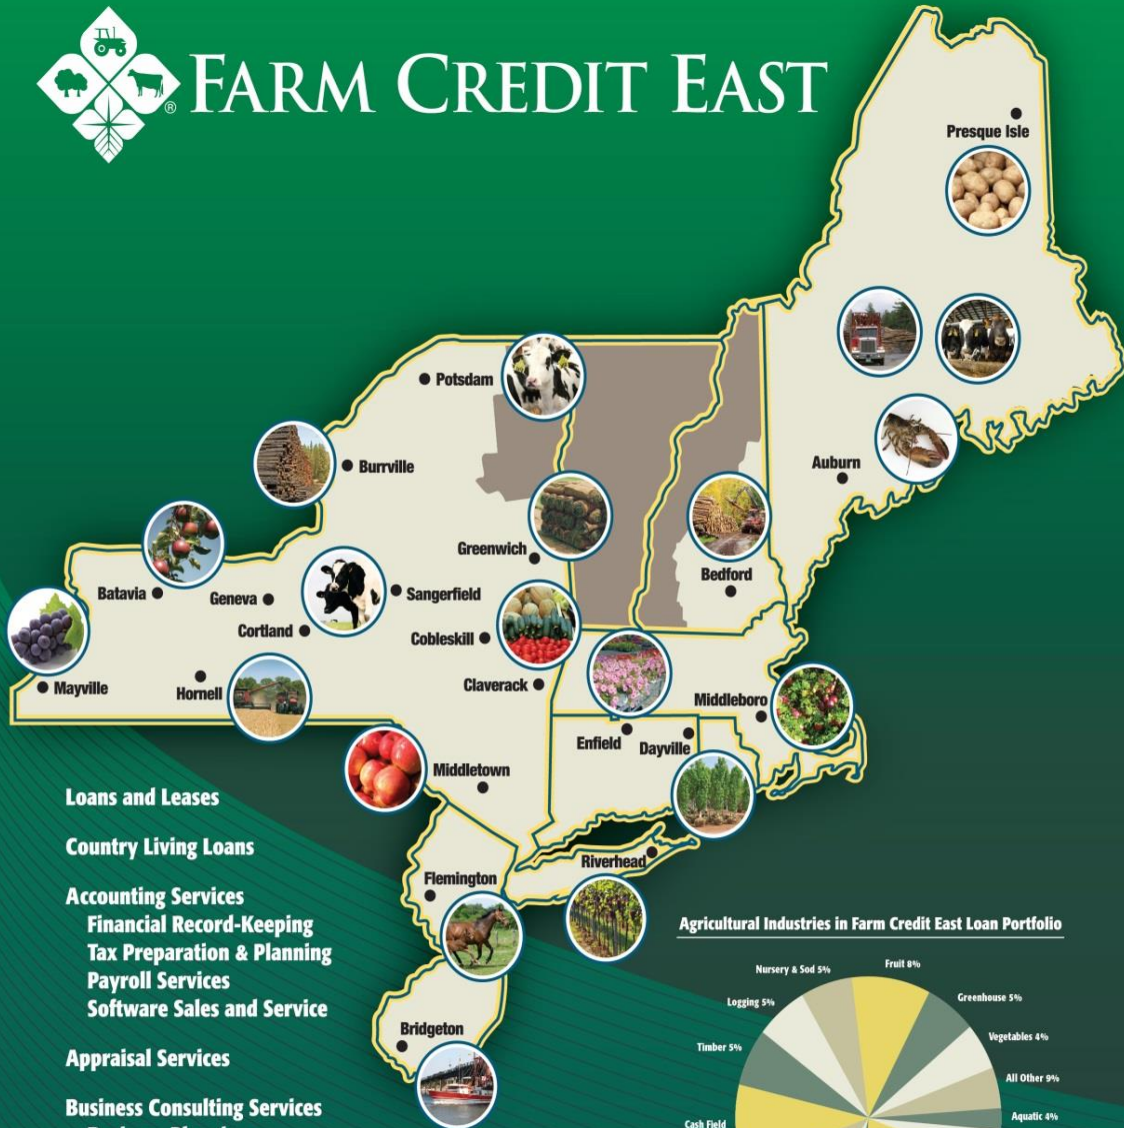 FARM CREDIT EAST
®
Presque Isle
Potsdam
Burrville
Auburn
Greenwich
Bedford
Batavia
Geneva
Sangerfield
Cortland
Cobleskill
Mayville
Hornell
Claverack
Middleboro
Enfield
Dayville
Middletown
Riverhead
Flemington
Bridgeton
Loans and Leases
Country Living Loans
Accounting Services
Financial Record-Keeping
Tax Preparation & Planning
Payroll Services
Software Sales and Service
Appraisal Services
Business Consulting Services
Agricultural Industries in Farm Credit East Loan Portfolio
Fruit 8%
Nursery & Sod 5%
Greenhouse 5%
Logging 5%
Vegetables 4%
Timber 5%
All Other 9%
Aquatic 4%
Cash Field